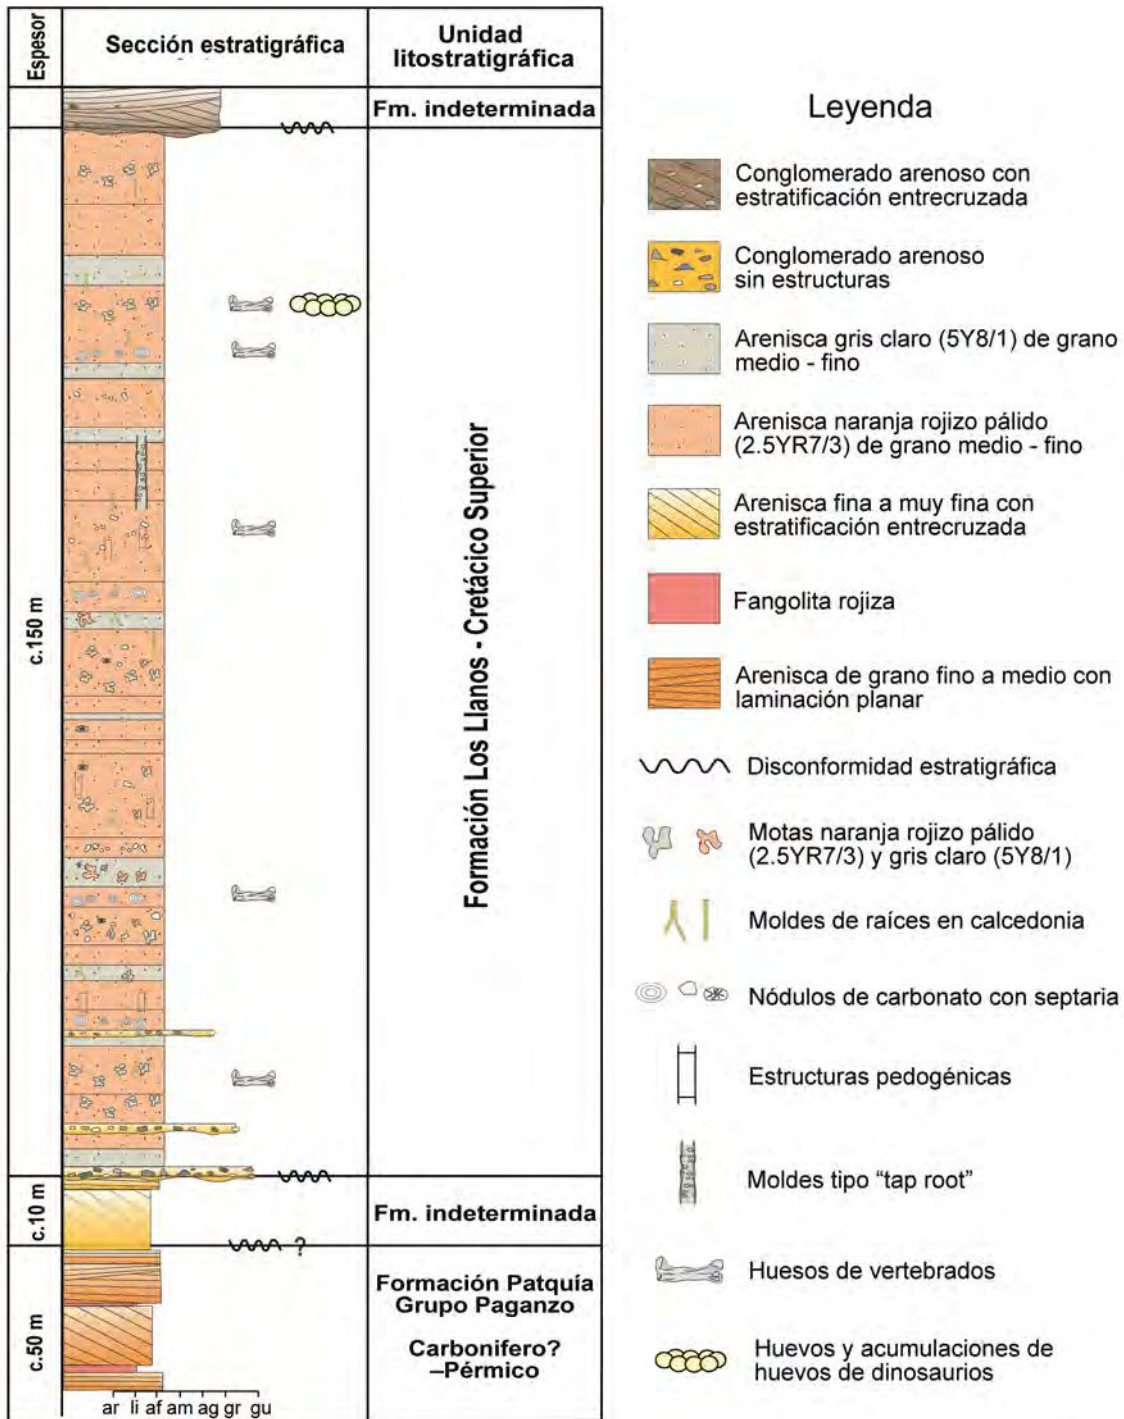 Espesor
Sección estratigráfica
Unidad
litostratigráfica
Fm. indeterminada
c.150 m
Formación Los Llanos - Cretácico Superior
c.10 m
Fm. indeterminada
?
c.50 m
Formación Patquía
Grupo Paganzo
Carbonifero?
–Pérmico
ar li af am ag gr gu
Leyenda
Conglomerado arenoso con
estratificación entrecruzada
Conglomerado arenoso
sin estructuras
Arenisca gris claro (5Y8/1) de grano
medio - fino
Arenisca naranja rojizo pálido
(2.5YR7/3) de grano medio - fino
Arenisca fina a muy fina con
estratificación entrecruzada
Fangolita rojiza
Arenisca de grano fino a medio con
laminación planar
Disconformidad estratigráfica
Motas naranja rojizo pálido
(2.5YR7/3) y gris claro (5Y8/1)
Moldes de raíces en calcedonia
Nódulos de carbonato con septaria
Estructuras pedogénicas
Moldes tipo “tap root”
Huesos de vertebrados
Huevos y acumulaciones de
huevos de dinosaurios